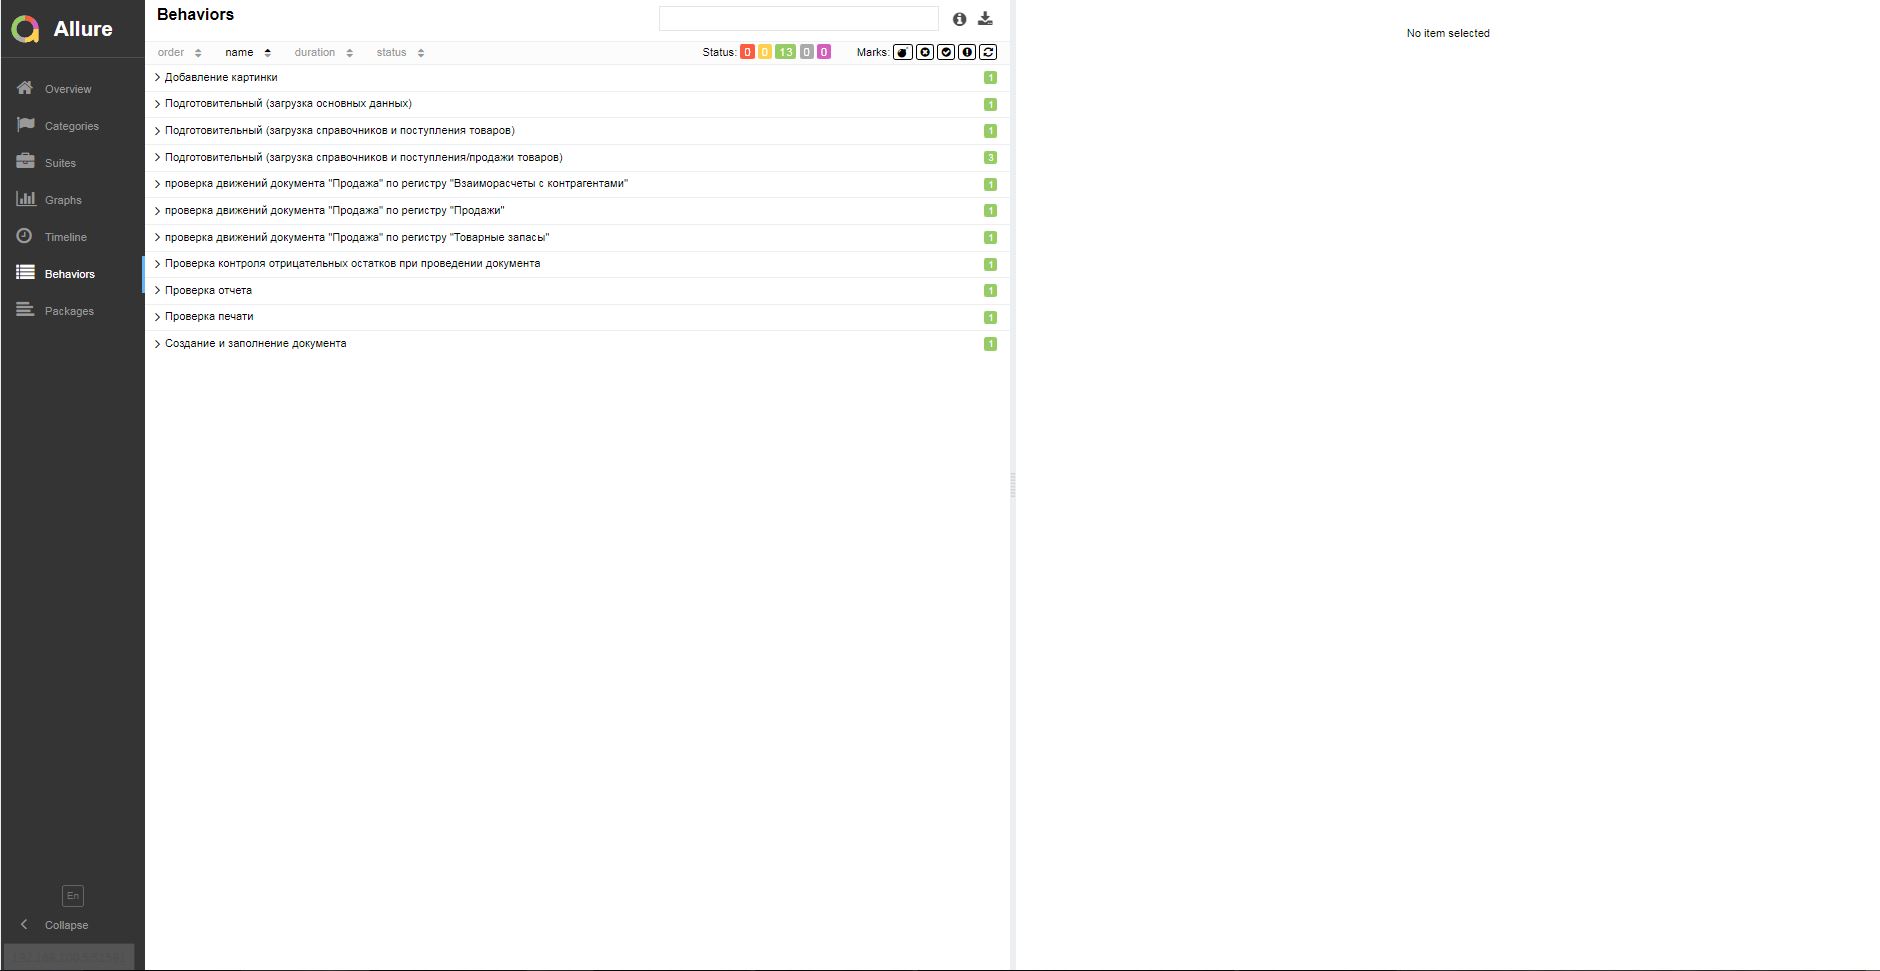 Allure
Overview
Categories
Suites
Graphs
Timeline
Behaviors
Packages
En
Collapse
Behaviors
order name duration status Status: 0 0 13 0 0 Marks:
Добавление картинки 1
Подготовительный (загрузка основных данных) 1
Подготовительный (загрузка справочников и поступления товаров) 1
Подготовительный (загрузка справочников и поступления/продажи товаров) 3
проверка движений документа "Продажа" по регистру "Взаиморасчеты с контрагентами" 1
проверка движений документа "Продажа" по регистру "Продажи" 1
проверка движений документа "Продажа" по регистру "Товарные запасы" 1
Проверка контроля отрицательных остатков при проведении документа 1
Проверка отчета 1
Проверка печати 1
Создание и заполнение документа 1
No item selected